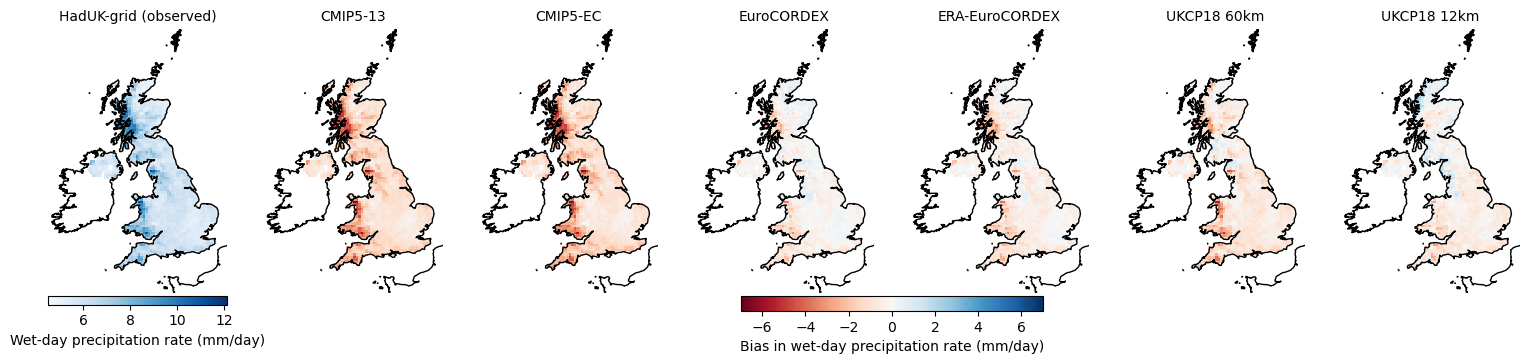 HadUK-grid (observed)
CMIP5-13
CMIP5-EC
EuroCORDEX
ERA-EuroCORDEX
UKCP18 60km
UKCP18 12km
6 8 10 12
Wet-day precipitation rate (mm/day)
−6 −4 −2 0 2 4 6
Bias in wet-day precipitation rate (mm/day)